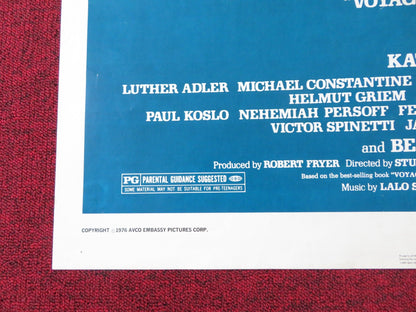 "VOYAG
KA
LUTHER ADLER MICHAEL CONSTANTINE
HELMUT GRIEM
PAUL KOSLO NEHEMIAH PERSOFF FE
VICTOR SPINETTI JA
and BE
Produced by ROBERT FRYER Directed by STU
Based on the best-selling book "VOYAG
Music by LALO S
PG PARENTAL GUIDANCE SUGGESTED
SOME MATERIAL MAY NOT BE SUITABLE FOR PRE-TEENAGERS
COPYRIGHT ©1976 AVCO EMBASSY PICTURES CORP.